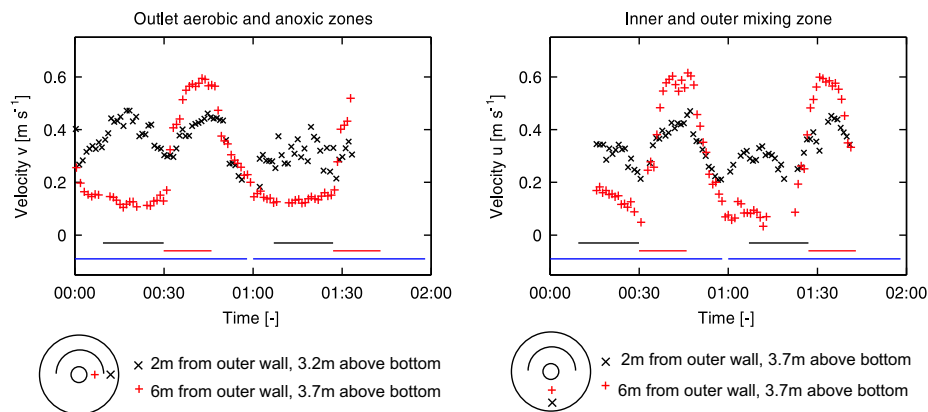 Outlet aerobic and anoxic zones
Velocity v [m s⁻¹]
0.6
0.4
0.2
0
00:00 00:30 01:00 01:30 02:00
Time [-]
2m from outer wall, 3.2m above bottom
6m from outer wall, 3.7m above bottom
Inner and outer mixing zone
Velocity u [m s⁻¹]
0.6
0.4
0.2
0
00:00 00:30 01:00 01:30 02:00
Time [-]
2m from outer wall, 3.7m above bottom
6m from outer wall, 3.7m above bottom